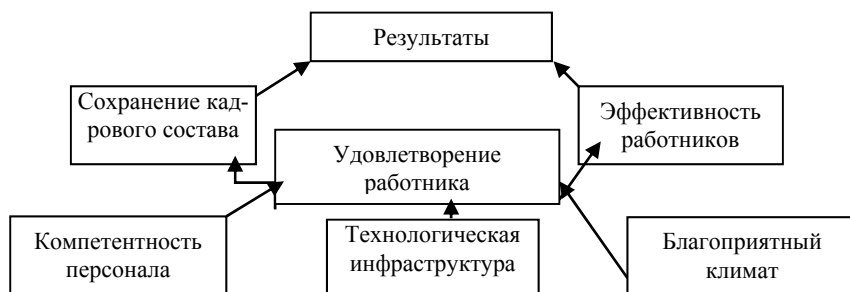 Результаты
Сохранение кад-
рового состава
Эффективность
работников
Удовлетворение
работника
Компетентность
персонала
Технологическая
инфраструктура
Благоприятный
климат